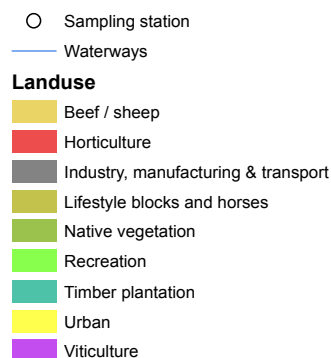 Sampling station
Waterways
Landuse
Beef / sheep
Horticulture
Industry, manufacturing & transport
Lifestyle blocks and horses
Native vegetation
Recreation
Timber plantation
Urban
Viticulture